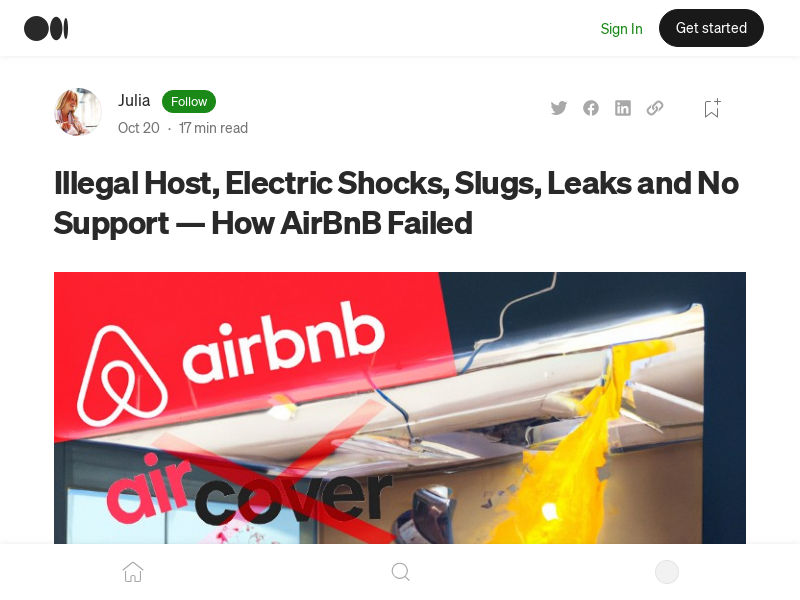 Sign In
Get started
Julia
Follow
Oct 20 · 17 min read
Illegal Host, Electric Shocks, Slugs, Leaks and No
Support — How AirBnB Failed
airbnb
aircover